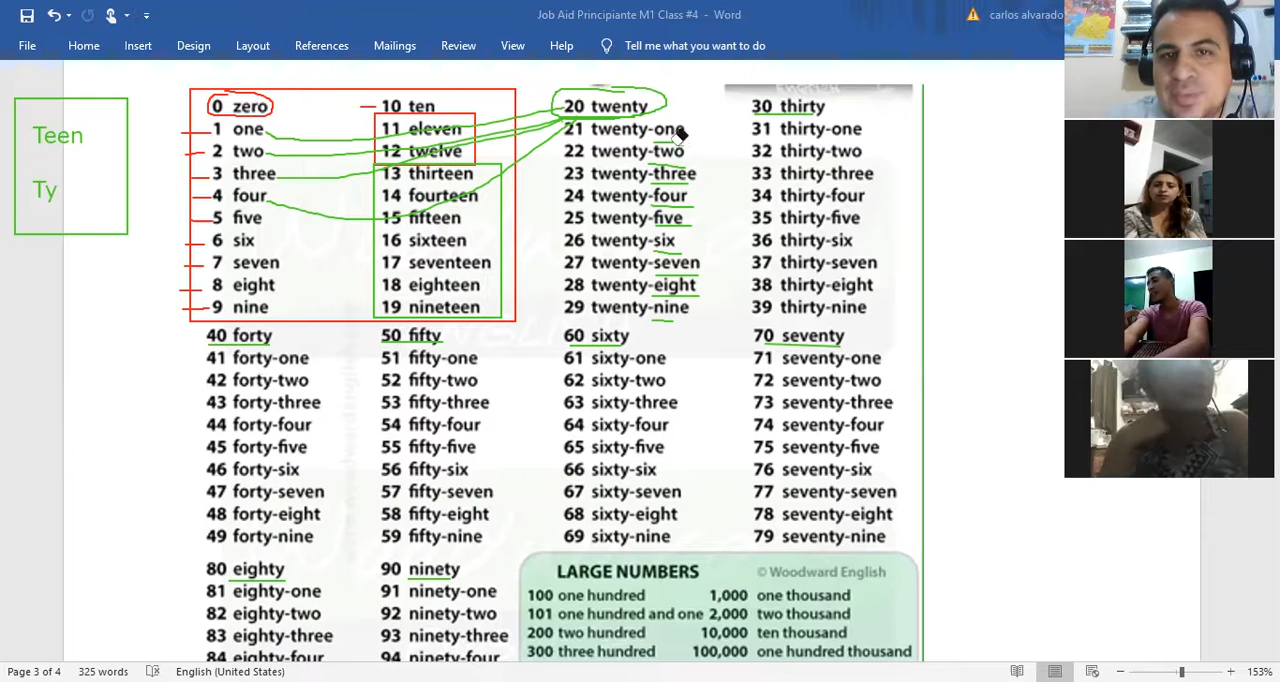 Job Aid Principiante M1 Class #4 - Word
carlos alvarado
File Home Insert Design Layout References Mailings Review View Help Tell me what you want to do
Teen
Ty
0 zero 10 ten 20 twenty 30 thirty
1 one 11 eleven 21 twenty-one 31 thirty-one
2 two 12 twelve 22 twenty-two 32 thirty-two
3 three 13 thirteen 23 twenty-three 33 thirty-three
4 four 14 fourteen 24 twenty-four 34 thirty-four
5 five 15 fifteen 25 twenty-five 35 thirty-five
6 six 16 sixteen 26 twenty-six 36 thirty-six
7 seven 17 seventeen 27 twenty-seven 37 thirty-seven
8 eight 18 eighteen 28 twenty-eight 38 thirty-eight
9 nine 19 nineteen 29 twenty-nine 39 thirty-nine
40 forty 50 fifty 60 sixty 70 seventy
41 forty-one 51 fifty-one 61 sixty-one 71 seventy-one
42 forty-two 52 fifty-two 62 sixty-two 72 seventy-two
43 forty-three 53 fifty-three 63 sixty-three 73 seventy-three
44 forty-four 54 fifty-four 64 sixty-four 74 seventy-four
45 forty-five 55 fifty-five 65 sixty-five 75 seventy-five
46 forty-six 56 fifty-six 66 sixty-six 76 seventy-six
47 forty-seven 57 fifty-seven 67 sixty-seven 77 seventy-seven
48 forty-eight 58 fifty-eight 68 sixty-eight 78 seventy-eight
49 forty-nine 59 fifty-nine 69 sixty-nine 79 seventy-nine
80 eighty 90 ninety
81 eighty-one 91 ninety-one
82 eighty-two 92 ninety-two
83 eighty-three 93 ninety-three
84 eighty-four 94 ninety-four
LARGE NUMBERS © Woodward English
100 one hundred 1,000 one thousand
101 one hundred and one 2,000 two thousand
200 two hundred 10,000 ten thousand
300 three hundred 100,000 one hundred thousand
Page 3 of 4 325 words English (United States) 153%